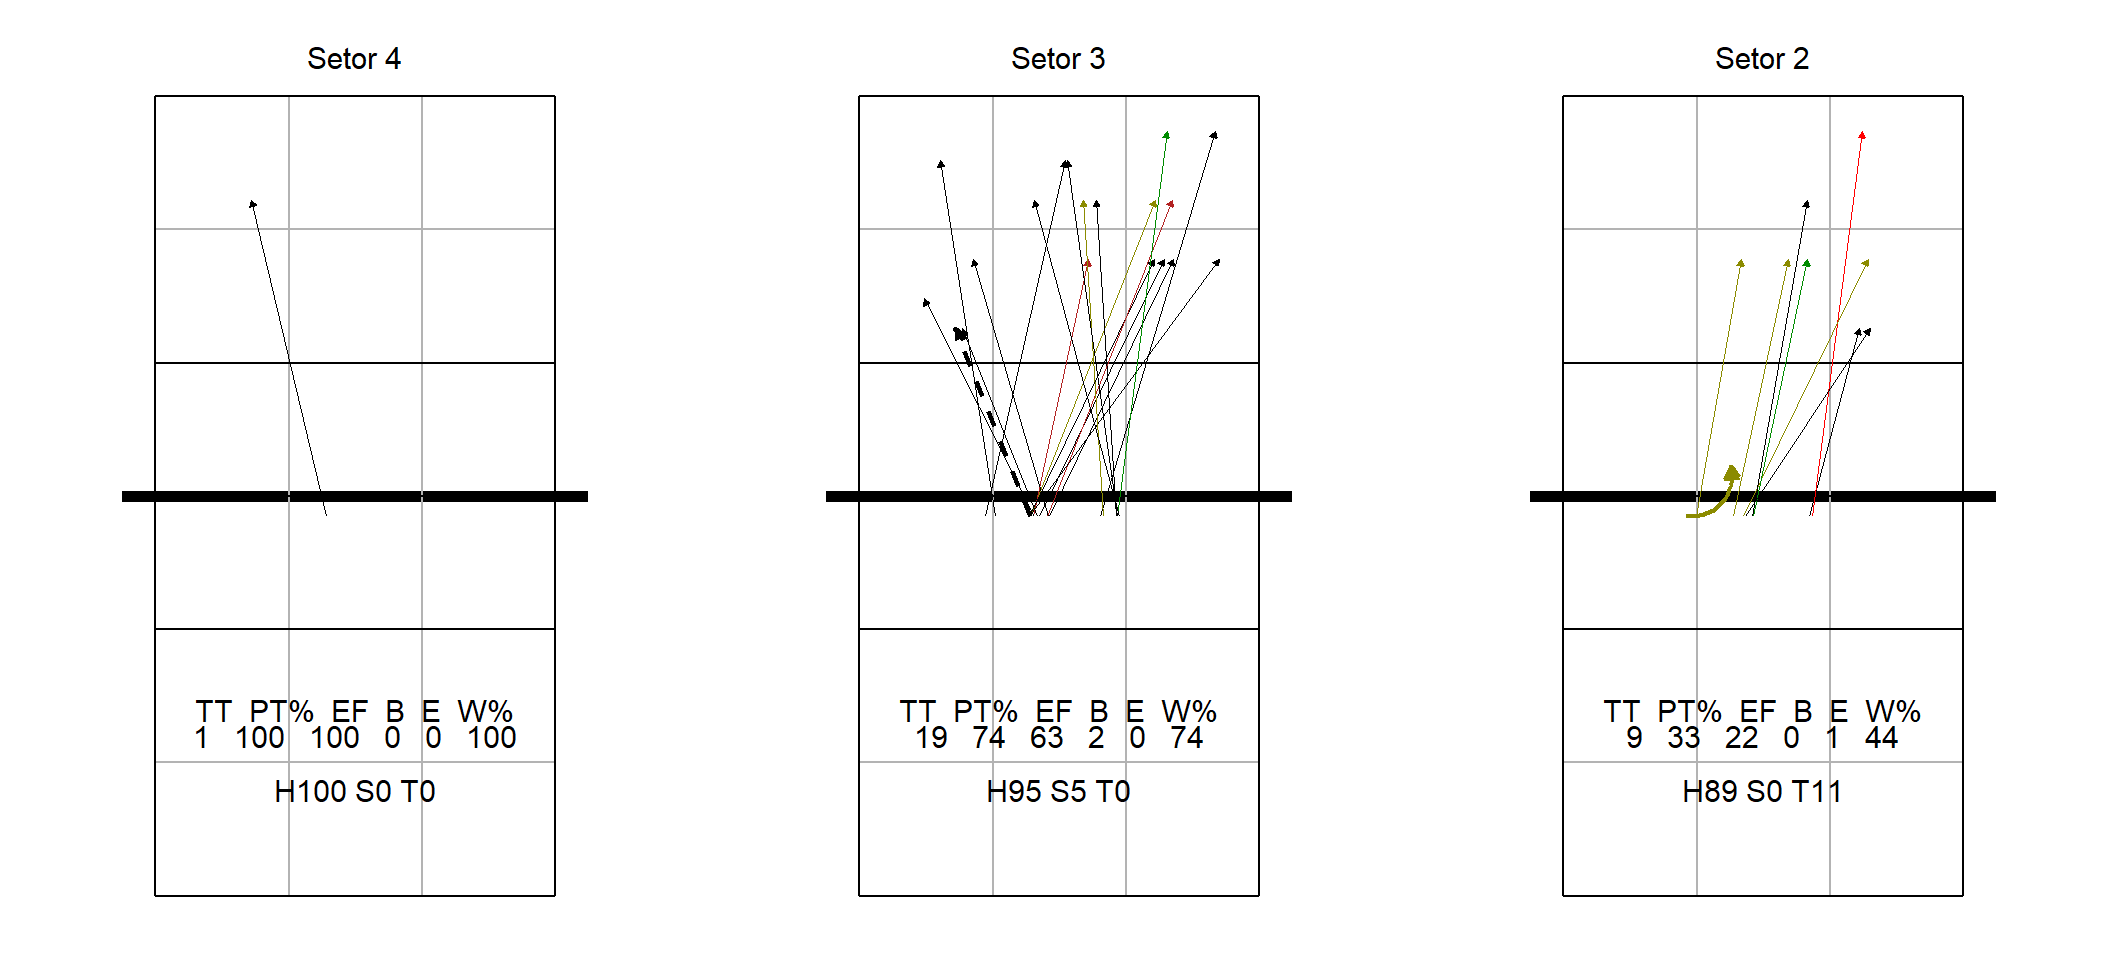 Setor 4
TT PT% EF B E W%
1 100 100 0 0 100
H100 S0 T0
Setor 3
TT PT% EF B E W%
19 74 63 2 0 74
H95 S5 T0
Setor 2
TT PT% EF B E W%
9 33 22 0 1 44
H89 S0 T11